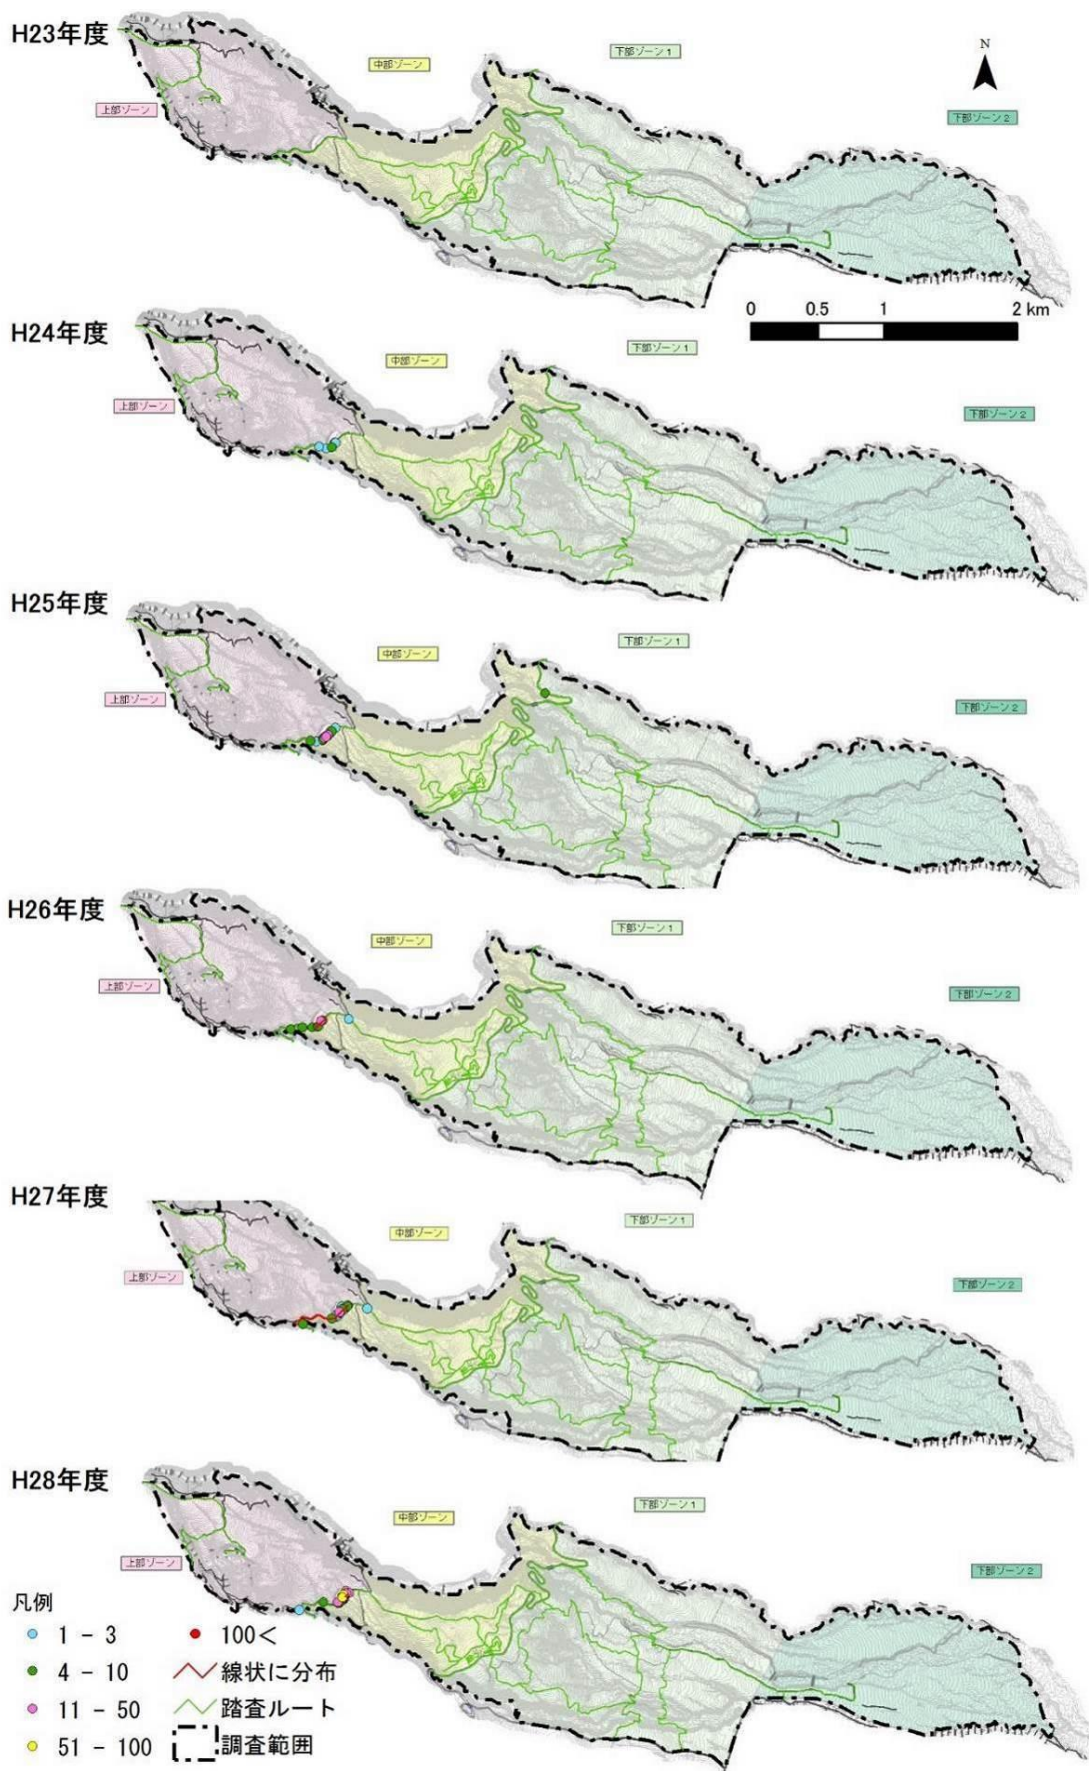 H23年度
中部ゾーン
下部ゾーン1
N
上部ゾーン
下部ゾーン2
0 0.5 1 2 km
H24年度
中部ゾーン
下部ゾーン1
上部ゾーン
下部ゾーン2
H25年度
中部ゾーン
下部ゾーン1
上部ゾーン
下部ゾーン2
H26年度
中部ゾーン
下部ゾーン1
上部ゾーン
下部ゾーン2
H27年度
中部ゾーン
下部ゾーン1
上部ゾーン
下部ゾーン2
H28年度
中部ゾーン
下部ゾーン1
上部ゾーン
下部ゾーン2
凡例
1 - 3
4 - 10
11 - 50
51 - 100
100<
線状に分布
踏査ルート
調査範囲